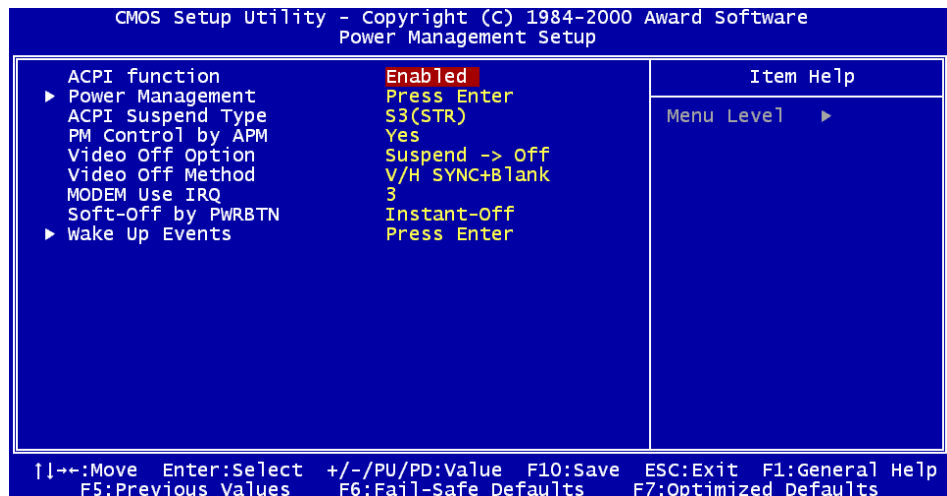 CMOS Setup Utility - Copyright (C) 1984-2000 Award Software
Power Management Setup
ACPI function Enabled
▶ Power Management Press Enter
ACPI Suspend Type S3(STR)
PM Control by APM Yes
Video Off Option Suspend -> Off
Video Off Method V/H SYNC+Blank
MODEM Use IRQ 3
Soft-Off by PWRBTN Instant-Off
▶ Wake Up Events Press Enter
Item Help
Menu Level ▶
↑↓→←:Move Enter:Select +/-/PU/PD:Value F10:Save ESC:Exit F1:General Help
F5:Previous Values F6:Fail-Safe Defaults F7:Optimized Defaults